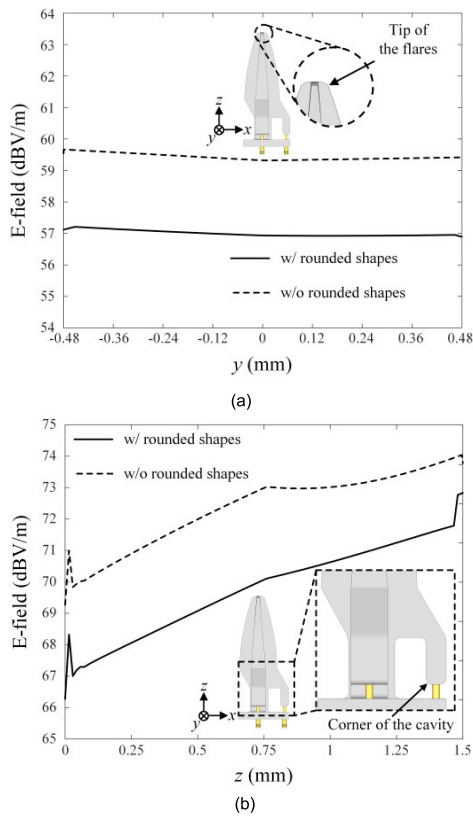 64
63
62
61
60
59
58
57
56
55
54
E-field (dBV/m)
Tip of
the flares
z
y
x
w/ rounded shapes
w/o rounded shapes
-0.48
-0.36
-0.24
-0.12
0
0.12
0.24
0.36
0.48
y (mm)
(a)
75
74
73
72
71
70
69
68
67
66
65
E-field (dBV/m)
w/ rounded shapes
w/o rounded shapes
z
y
x
Corner of the cavity
0
0.25
0.5
0.75
1
1.25
1.5
z (mm)
(b)